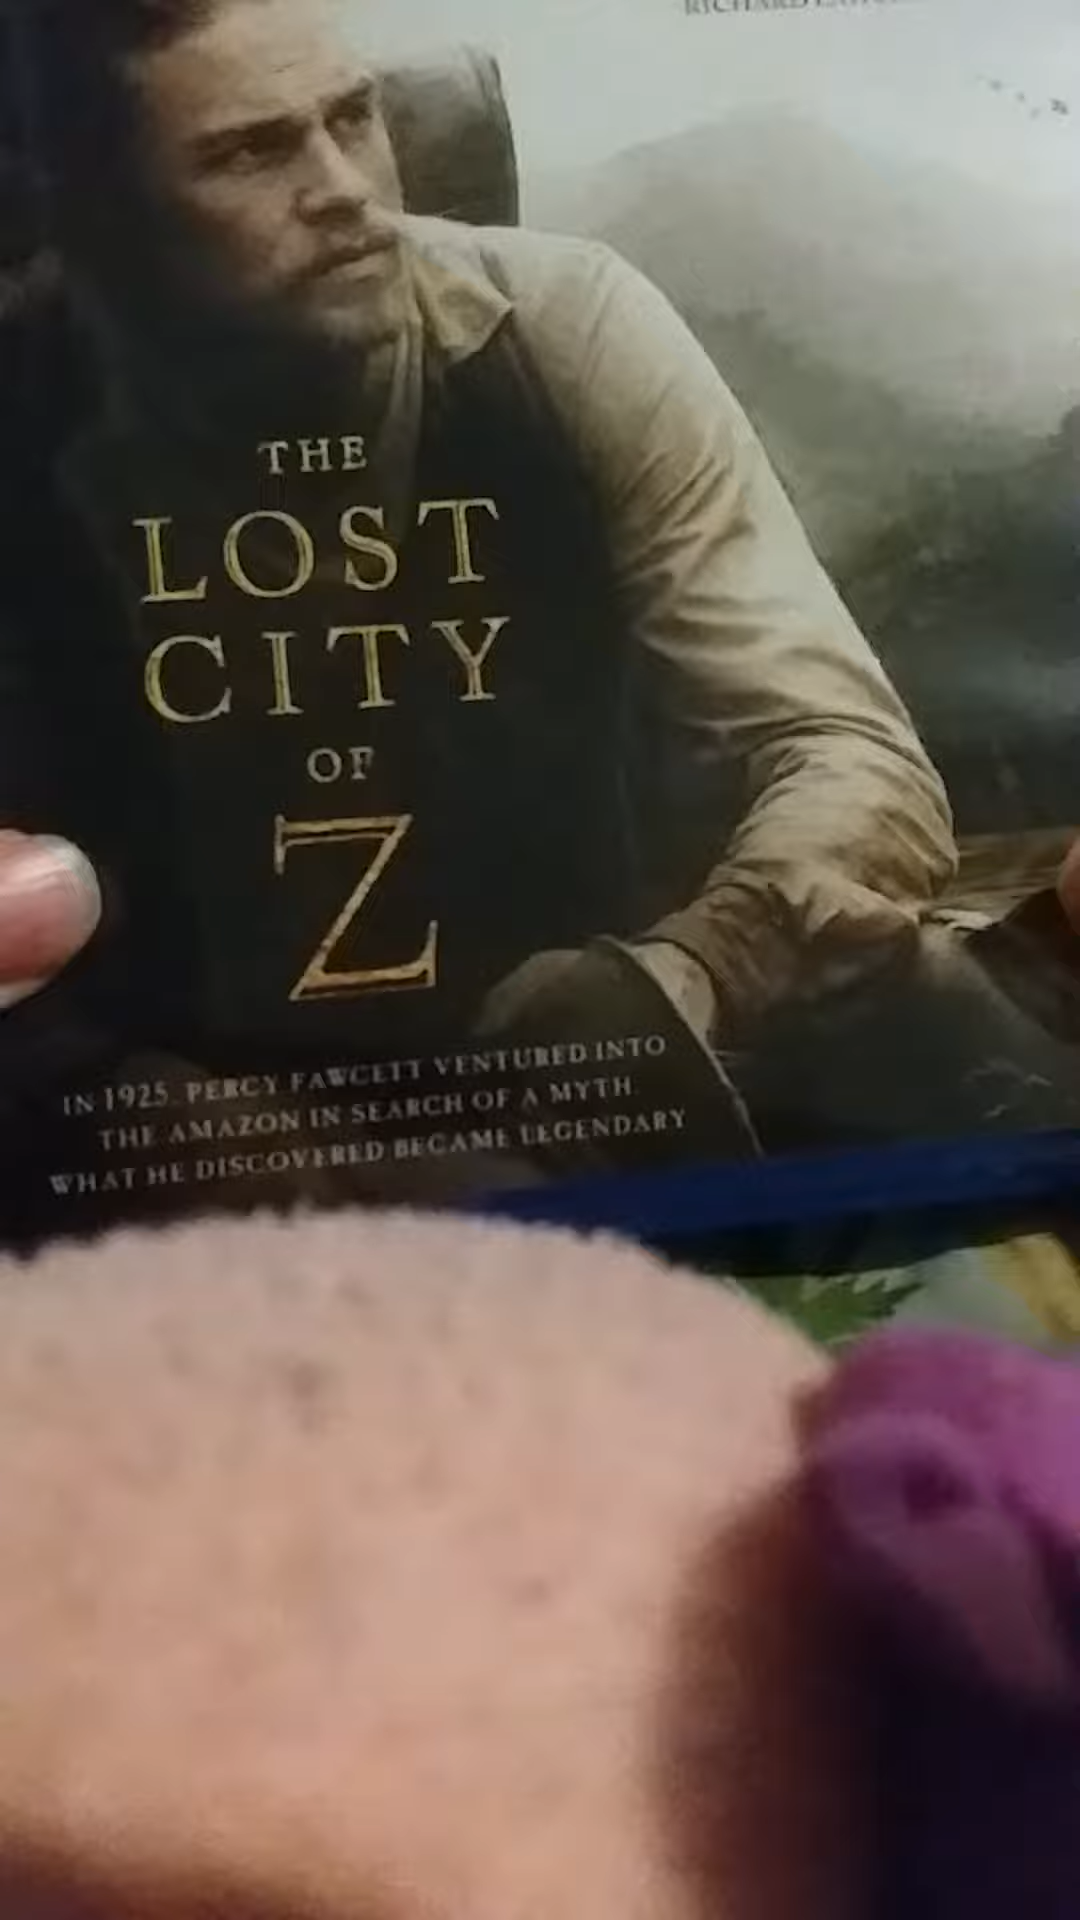 THE
LOST
CITY
OF
Z
IN 1925, PERCY FAWCETT VENTURED INTO
THE AMAZON IN SEARCH OF A MYTH.
WHAT HE DISCOVERED BECAME LEGENDARY